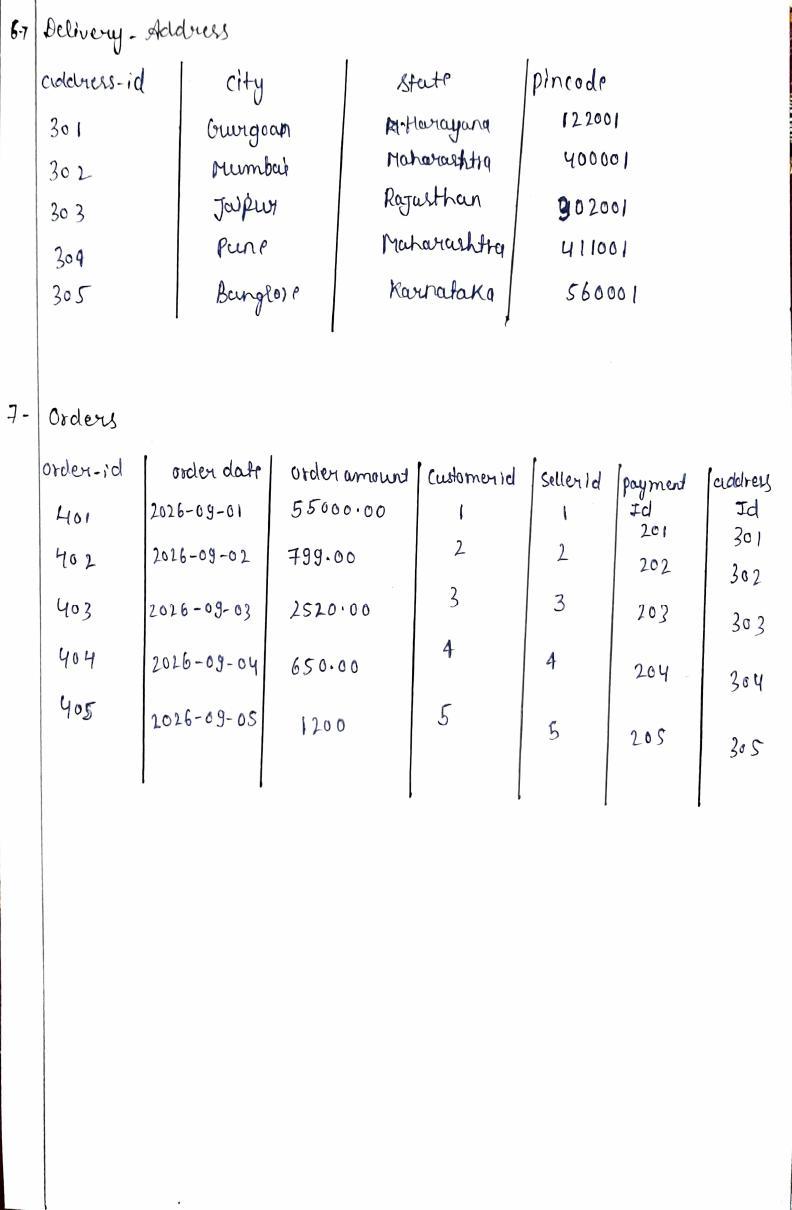 6-7 Delivery - Address
address-id city state pincode
301 Gurgoan Harayana 122001
302 Mumbai Maharashtra 400001
303 Jaipur Rajasthan 902001
304 Pune Maharashtra 411001
305 Banglore Karnataka 560001
7- Orders
order-id order date order amount Customer id Seller id payment Id address Id
401 2026-09-01 55000.00 1 1 201 301
402 2026-09-02 799.00 2 2 202 302
403 2026-09-03 2520.00 3 3 203 303
404 2026-09-04 650.00 4 4 204 304
405 2026-09-05 1200 5 5 205 305